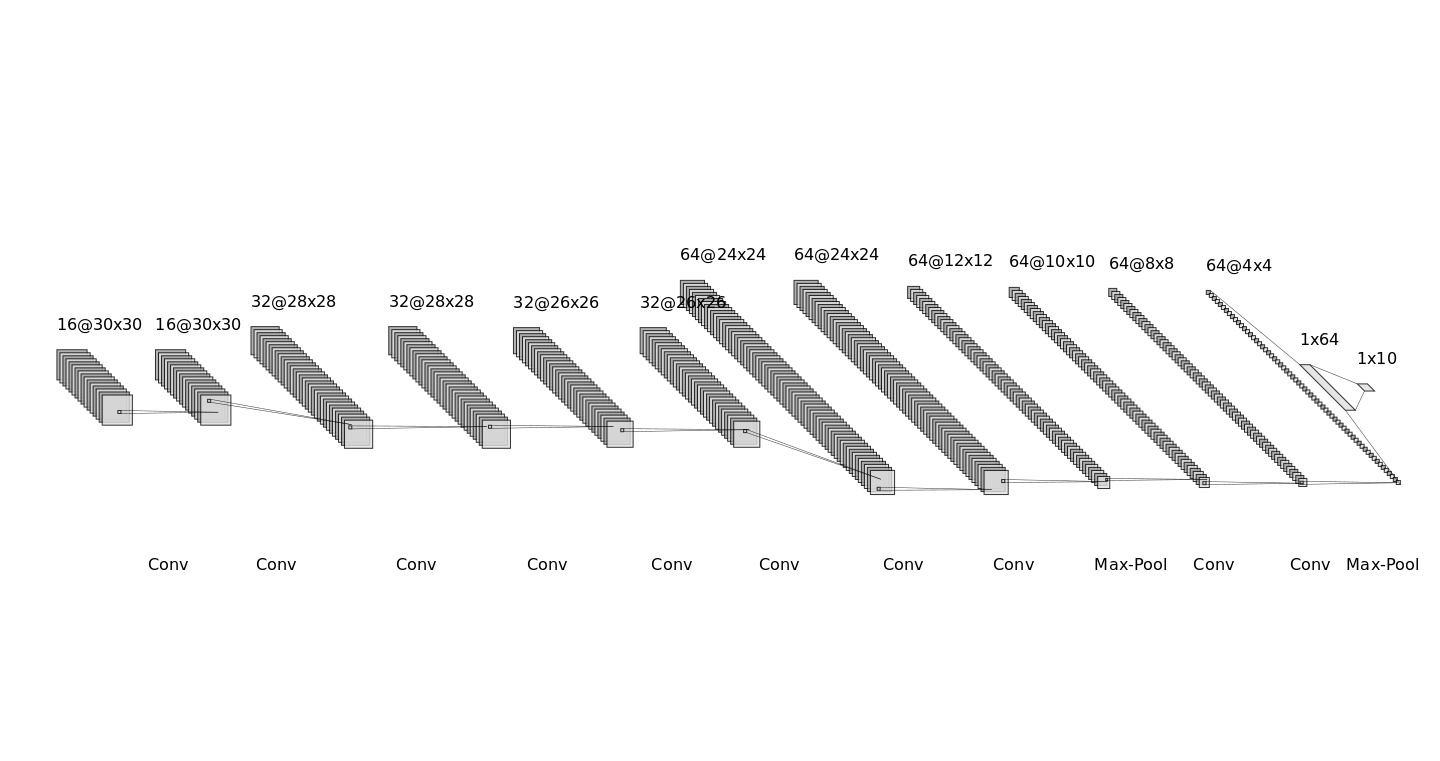 64@24x24
64@24x24
64@12x12
64@10x10
64@8x8
64@4x4
32@28x28
32@28x28
32@26x26
32@26x26
16@30x30
16@30x30
1x64
1x10
Conv
Conv
Conv
Conv
Conv
Conv
Conv
Conv
Max-Pool
Conv
Conv
Max-Pool